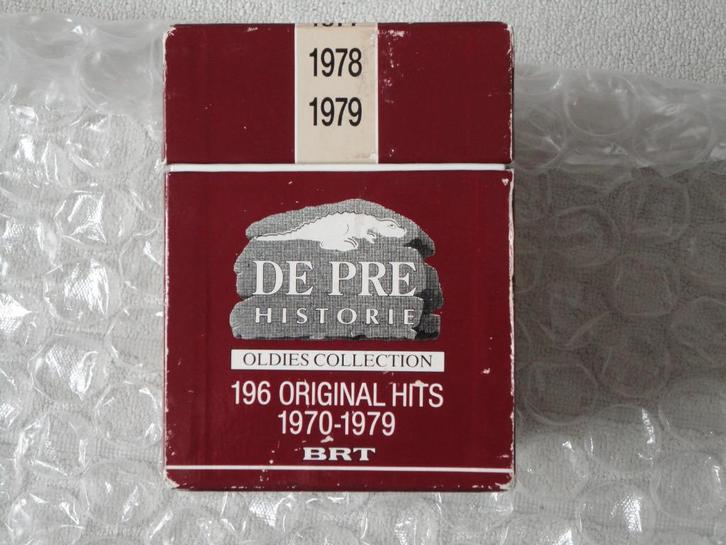 1978
1979
DE PRE
HISTORIE
OLDIES COLLECTION
196 ORIGINAL HITS
1970-1979
BRT